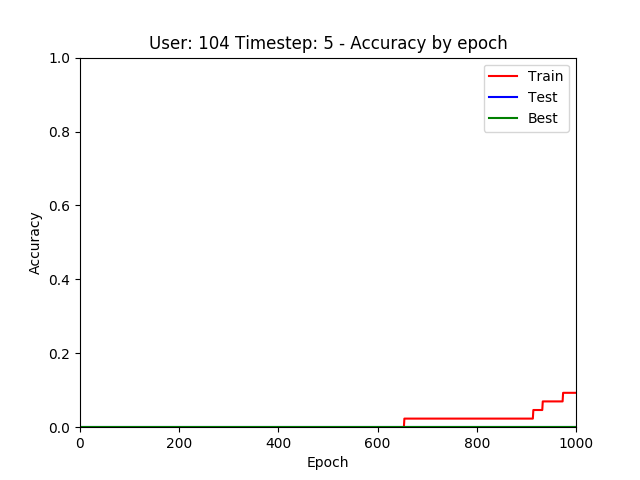 User: 104 Timestep: 5 - Accuracy by epoch
1.0
Train
Test
Best
0.8
0.6
Accuracy
0.4
0.2
0.0
0 200 400 600 800 1000
Epoch